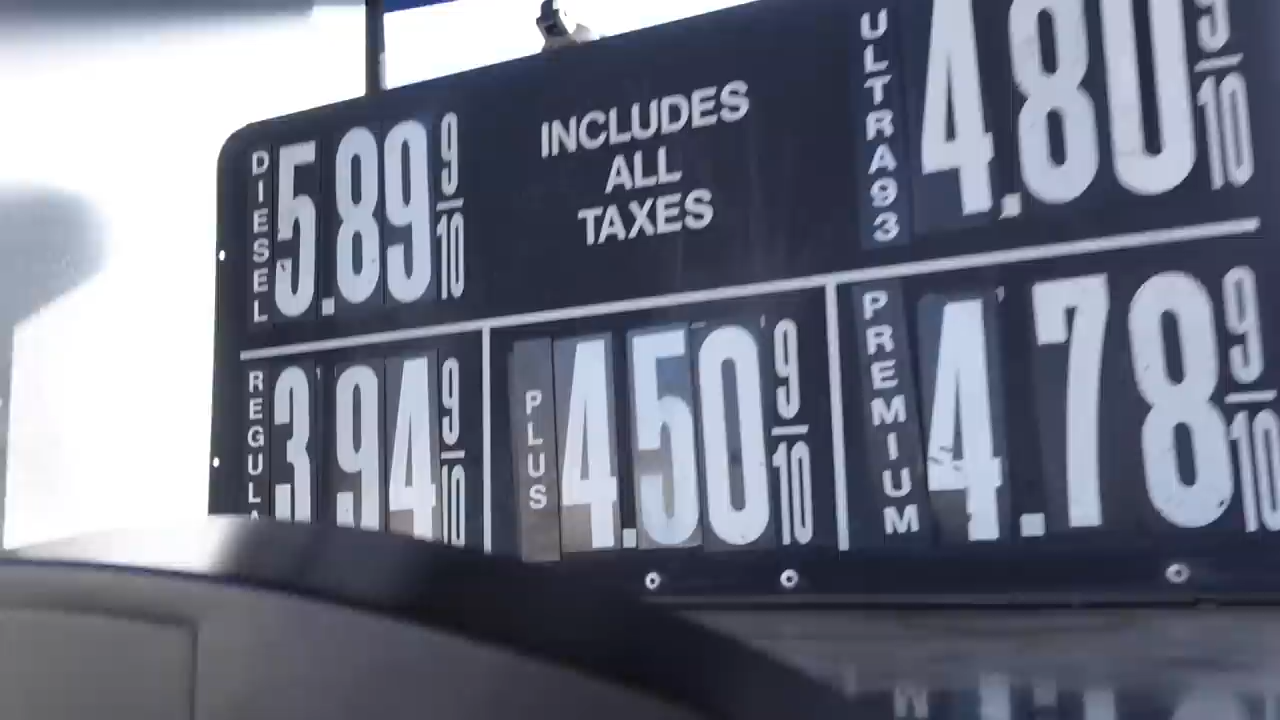 DIESEL 5.89 9/10
INCLUDES
ALL
TAXES
ULTRA93 4.80 9/10
REGULA 3.94 9/10
PLUS 4.50 9/10
PREMIUM 4.78 9/10